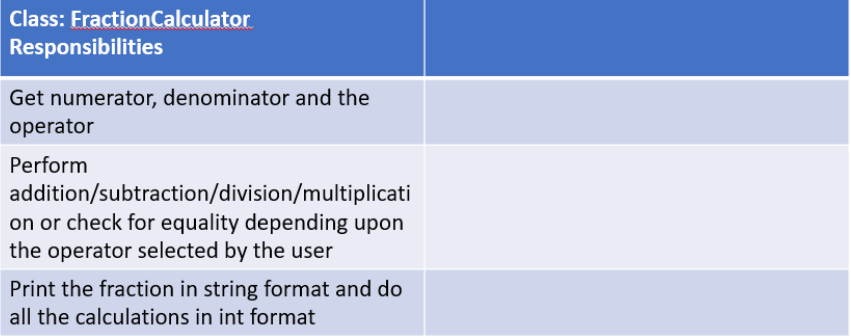 Class: FractionCalculator
Responsibilities
Get numerator, denominator and the
operator
Perform
addition/subtraction/division/multiplicati
on or check for equality depending upon
the operator selected by the user
Print the fraction in string format and do
all the calculations in int format